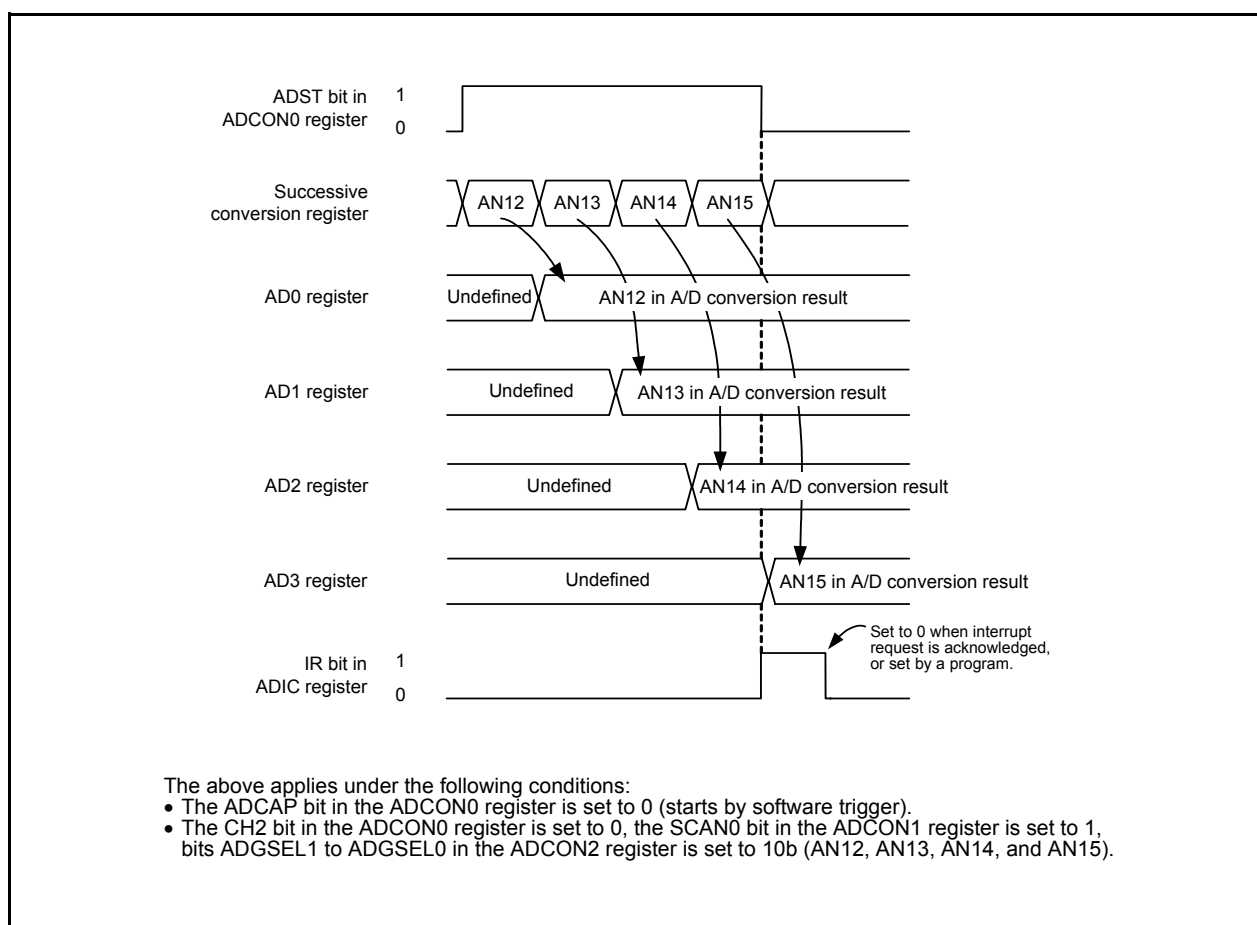 ADST bit in
ADCON0 register
1
0
Successive
conversion register
AN12
AN13
AN14
AN15
AD0 register
Undefined
AN12 in A/D conversion result
AD1 register
Undefined
AN13 in A/D conversion result
AD2 register
Undefined
AN14 in A/D conversion result
AD3 register
Undefined
AN15 in A/D conversion result
IR bit in
ADIC register
1
0
Set to 0 when interrupt
request is acknowledged,
or set by a program.
The above applies under the following conditions:
• The ADCAP bit in the ADCON0 register is set to 0 (starts by software trigger).
• The CH2 bit in the ADCON0 register is set to 0, the SCAN0 bit in the ADCON1 register is set to 1,
bits ADGSEL1 to ADGSEL0 in the ADCON2 register is set to 10b (AN12, AN13, AN14, and AN15).